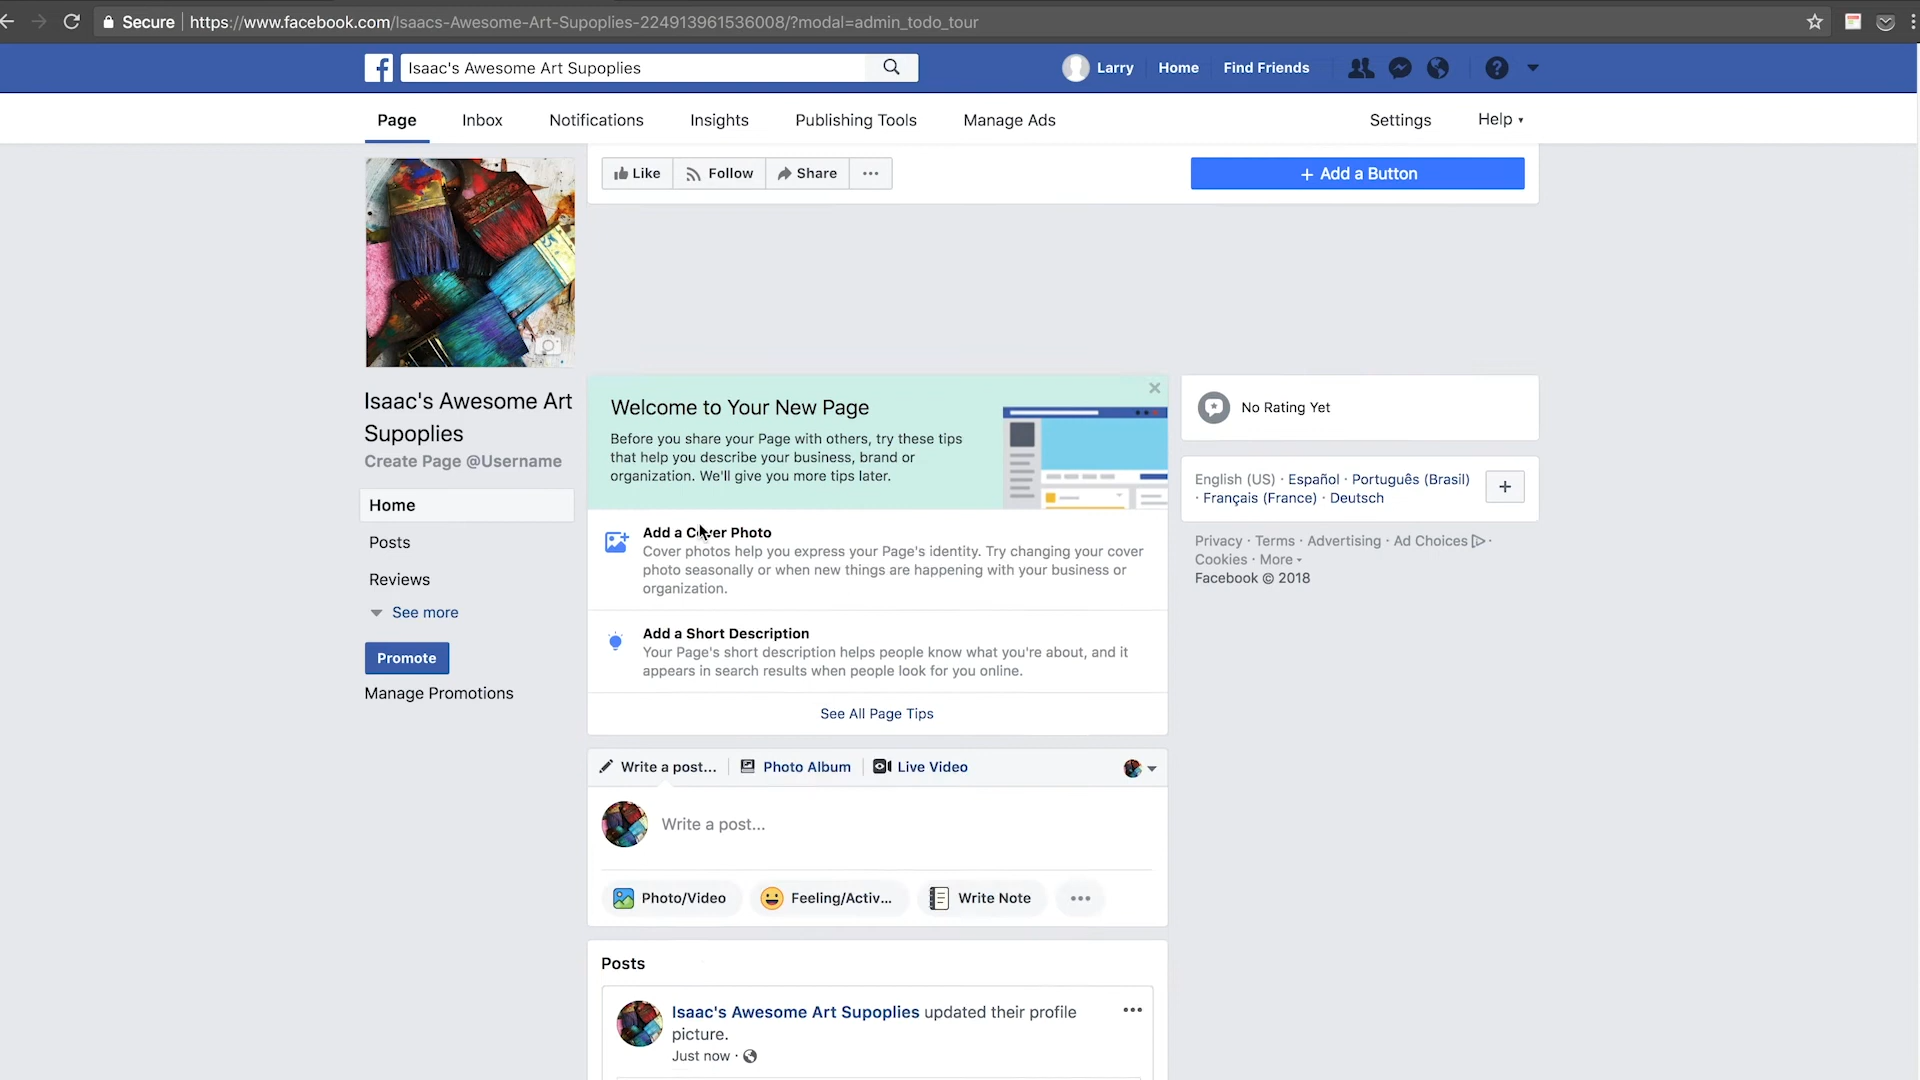 Secure https://www.facebook.com/Isaacs-Awesome-Art-Supoplies-224913961536008/?modal=admin_todo_tour
Isaac's Awesome Art Supoplies
Larry Home Find Friends
Page Inbox Notifications Insights Publishing Tools Manage Ads Settings Help
Like Follow Share + Add a Button
Isaac's Awesome Art
Supoplies
Create Page @Username
Home
Posts
Reviews
See more
Promote
Manage Promotions
Welcome to Your New Page
Before you share your Page with others, try these tips
that help you describe your business, brand or
organization. We'll give you more tips later.
Add a Cover Photo
Cover photos help you express your Page's identity. Try changing your cover
photo seasonally or when new things are happening with your business or
organization.
Add a Short Description
Your Page's short description helps people know what you're about, and it
appears in search results when people look for you online.
See All Page Tips
Write a post... Photo Album Live Video
Write a post...
Photo/Video Feeling/Activ... Write Note
Posts
Isaac's Awesome Art Supoplies updated their profile
picture.
Just now ·
No Rating Yet
English (US) · Español · Português (Brasil)
· Français (France) · Deutsch
Privacy · Terms · Advertising · Ad Choices ·
Cookies · More
Facebook © 2018